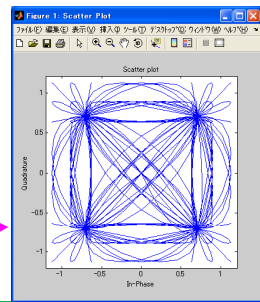 Figure 1: Scatter Plot
ファイル(F) 編集(E) 表示(V) 挿入(I) ツール(T) デスクトップ(D) ウィンドウ(W) ヘルプ(H)
Scatter plot
Quadrature
1
0.5
0
-0.5
-1
-1 -0.5 0 0.5 1
In-Phase